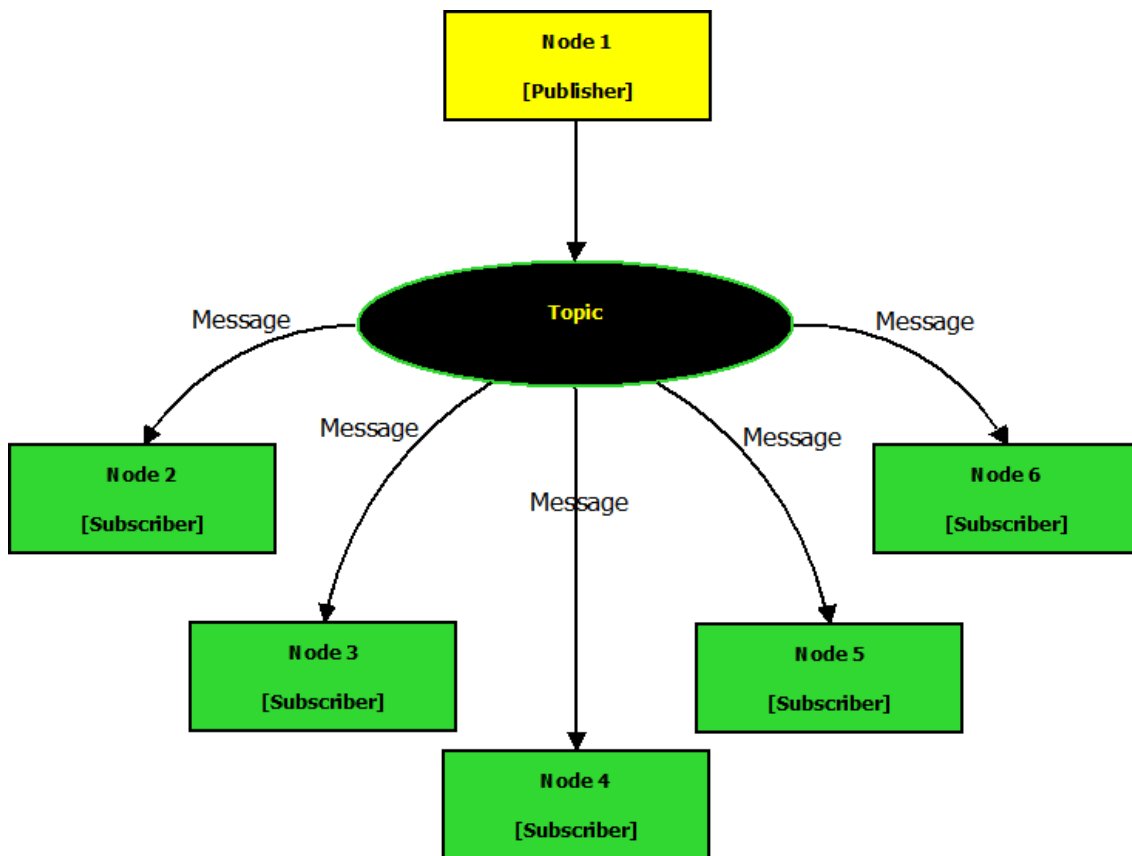 Node 1
[Publisher]
Topic
Message
Message
Message
Message
Message
Node 2
[Subscriber]
Node 6
[Subscriber]
Node 3
[Subscriber]
Node 5
[Subscriber]
Node 4
[Subscriber]